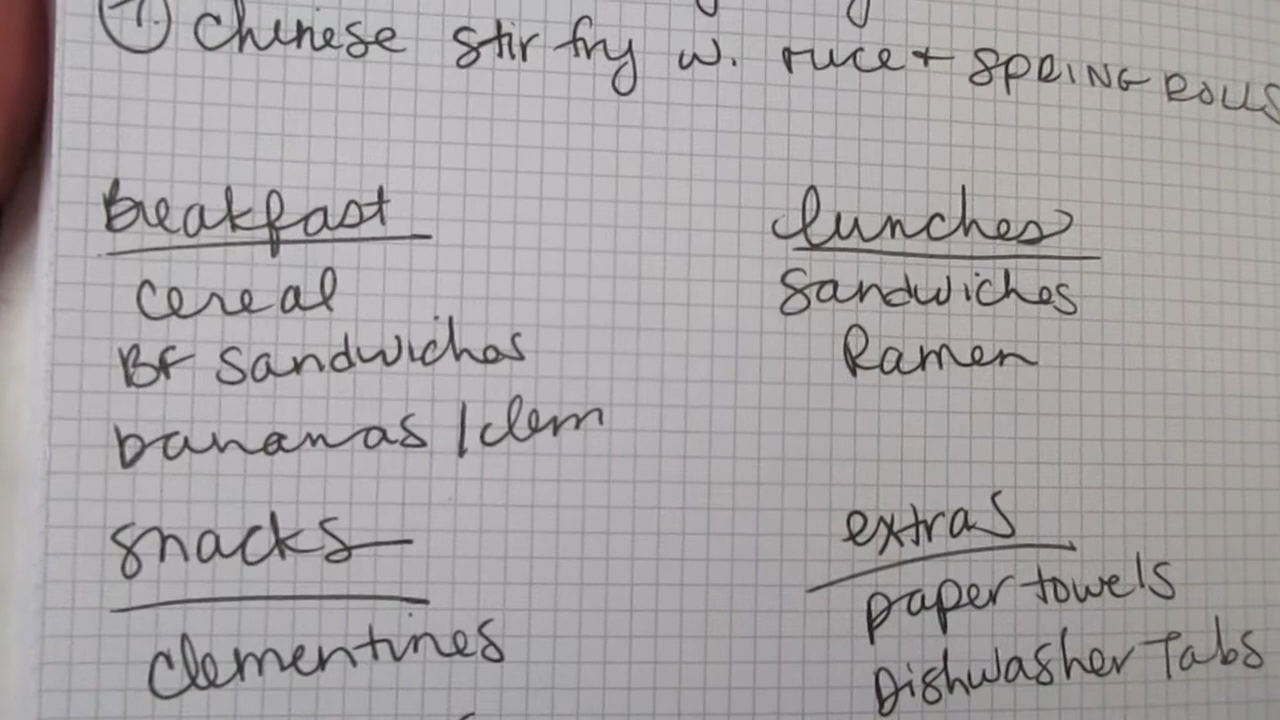 7. Chinese stir fry w. rice + SPRING ROLLS
breakfast
cereal
BF Sandwiches
bananas / clem
lunches
Sandwiches
Ramen
snacks
clementines
extras
paper towels
Dishwasher Tabs